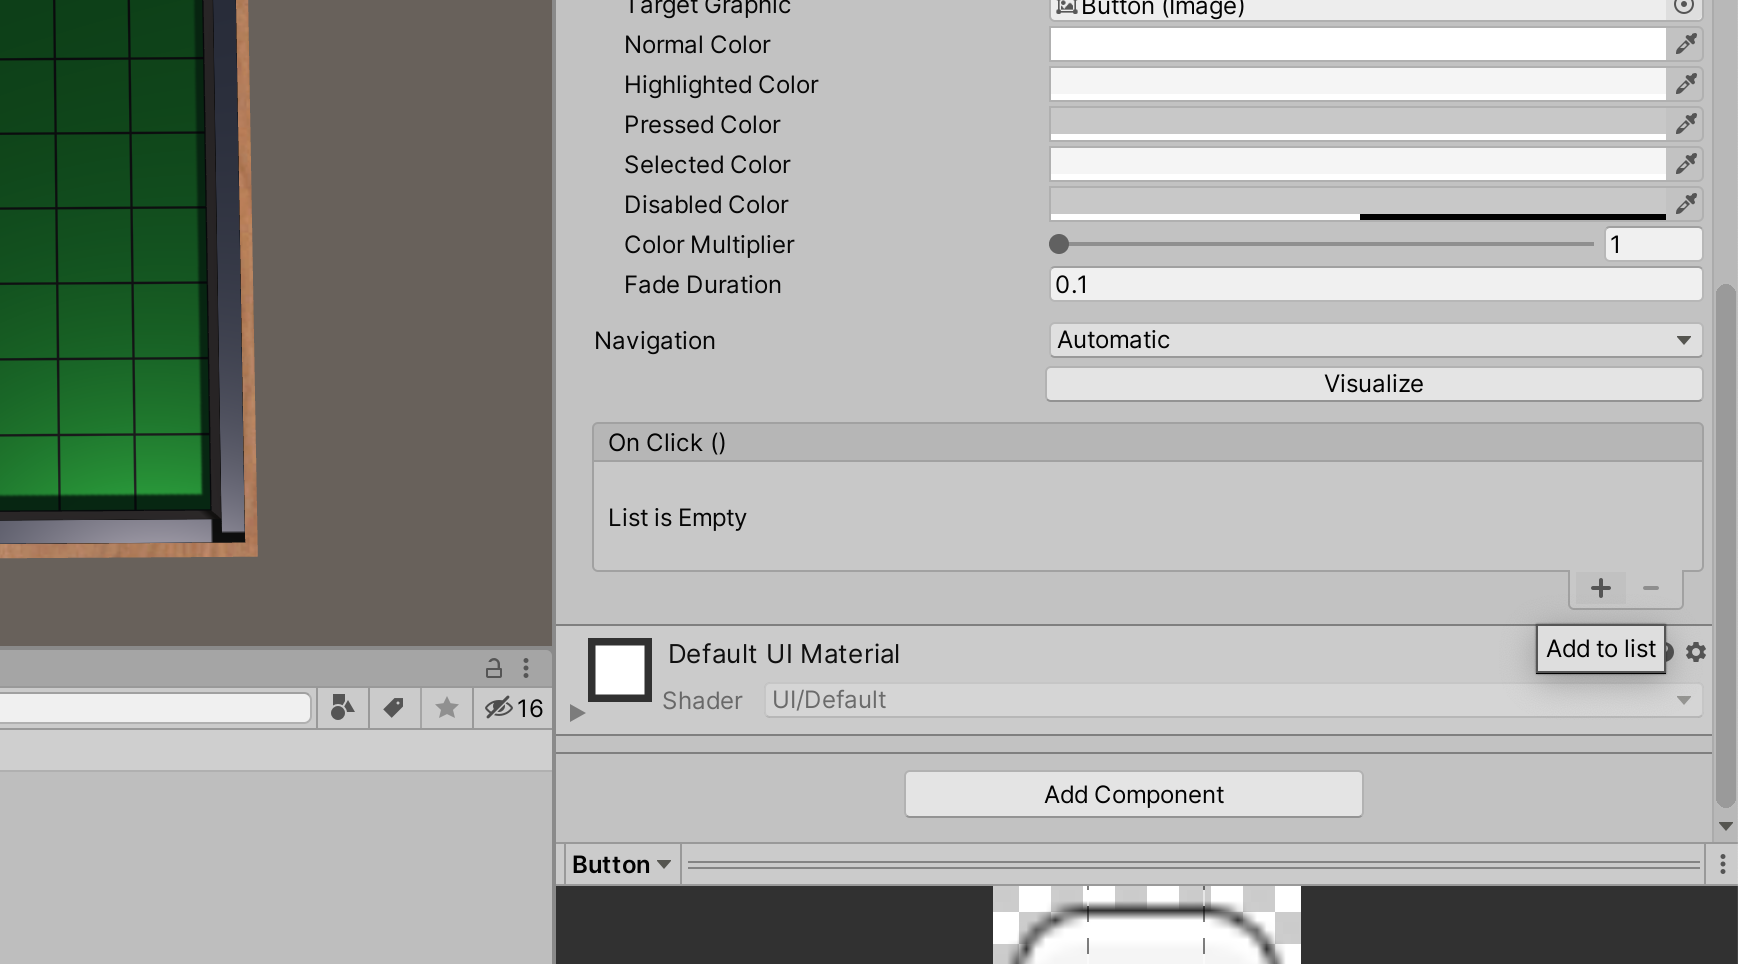 Target Graphic
Button (Image)
Normal Color
Highlighted Color
Pressed Color
Selected Color
Disabled Color
Color Multiplier
1
Fade Duration
0.1
Navigation
Automatic
Visualize
On Click ()
List is Empty
Default UI Material
Add to list
Shader
UI/Default
16
Add Component
Button